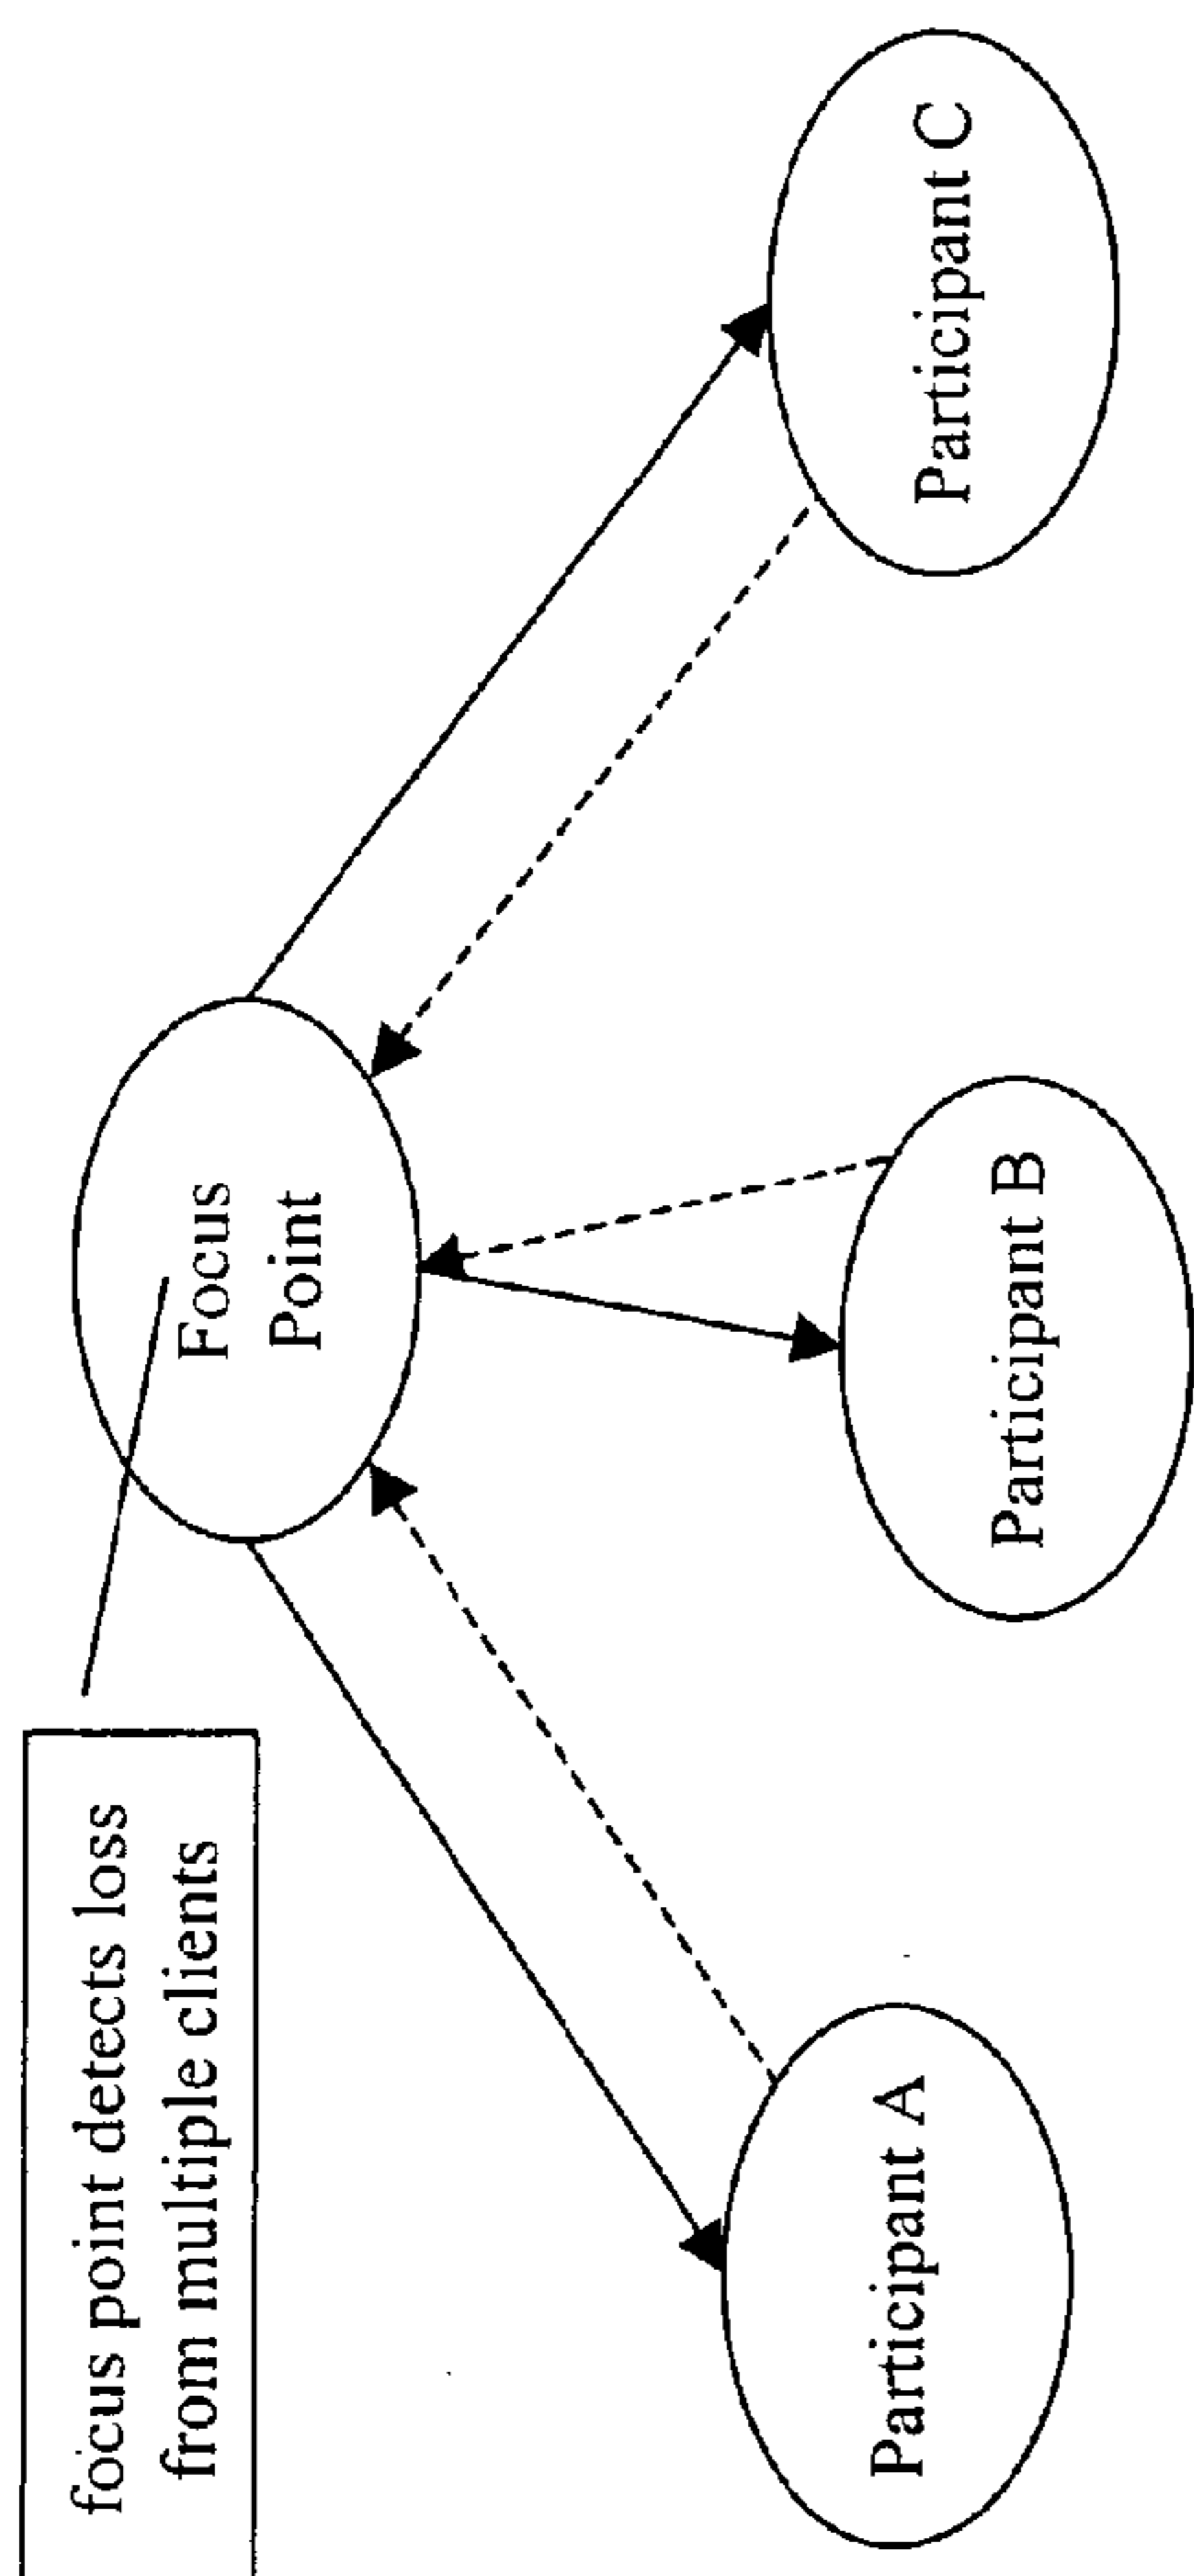 focus point detects loss
from multiple clients
Focus
Point
Participant A
Participant B
Participant C